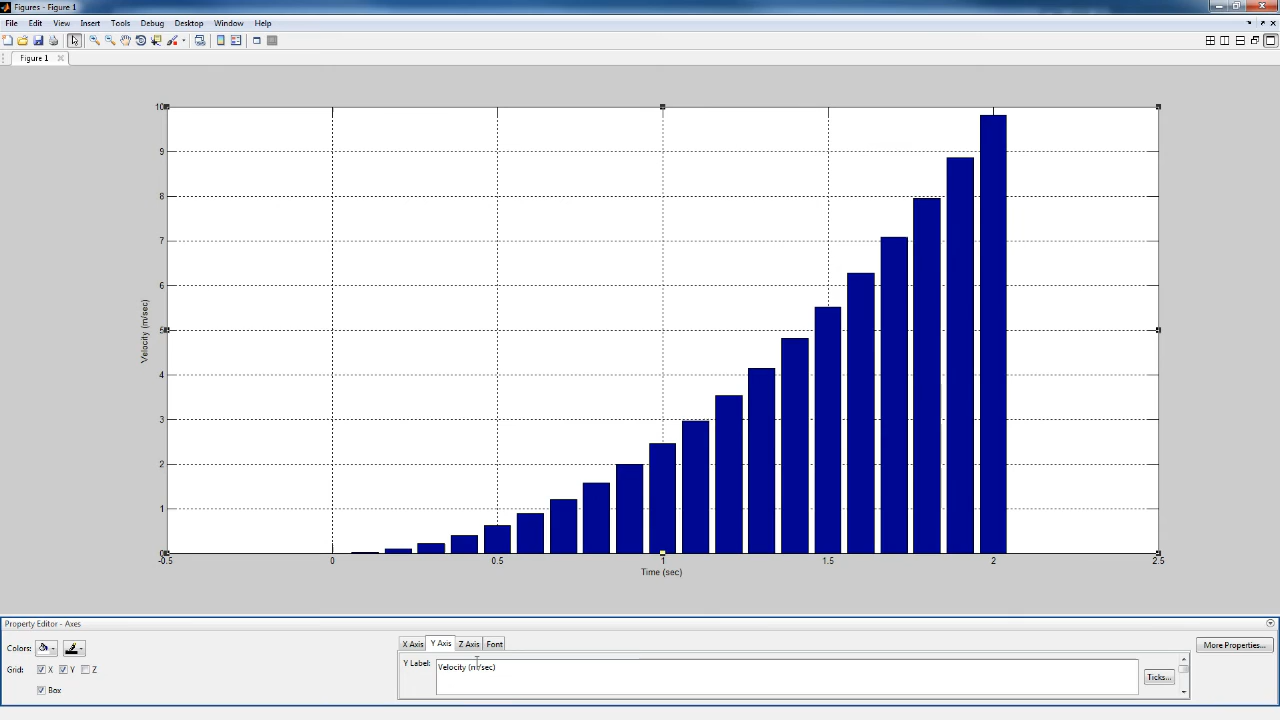 Figures - Figure 1
File Edit View Insert Tools Debug Desktop Window Help
Figure 1
10
9
8
7
6
5
4
3
2
1
0
Velocity (m/sec)
-0.5 0 0.5 1 1.5 2 2.5
Time (sec)
Property Editor - Axes
Colors:
Grid: X Y Z
Box
X Axis Y Axis Z Axis Font
Y Label: Velocity (m/sec)
Ticks...
More Properties...